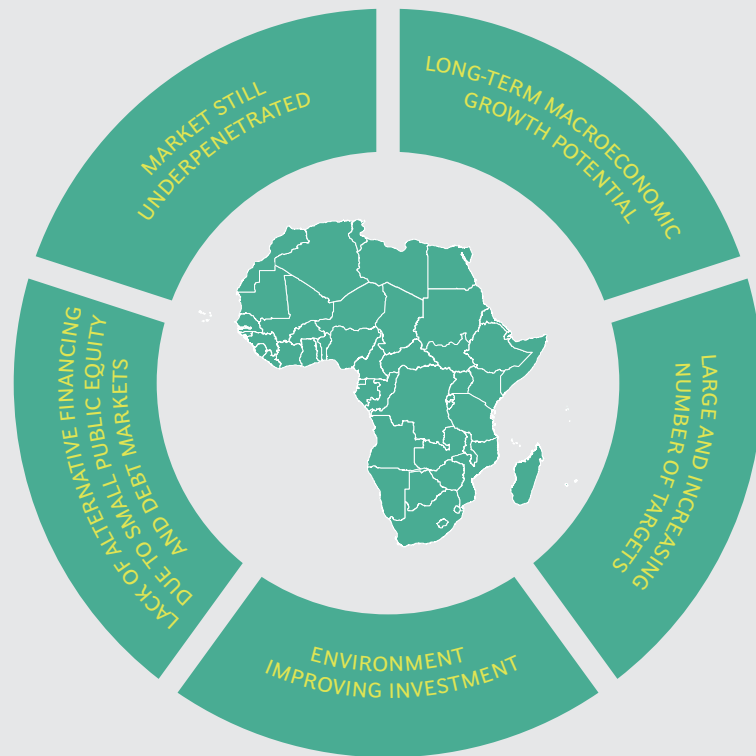 MARKET STILL
UNDERPENETRATED
LONG-TERM MACROECONOMIC
GROWTH POTENTIAL
LARGE AND INCREASING
NUMBER OF TARGETS
ENVIRONMENT
IMPROVING INVESTMENT
LACK OF ALTERNATIVE FINANCING
DUE TO SMALL PUBLIC EQUITY
AND DEBT MARKETS